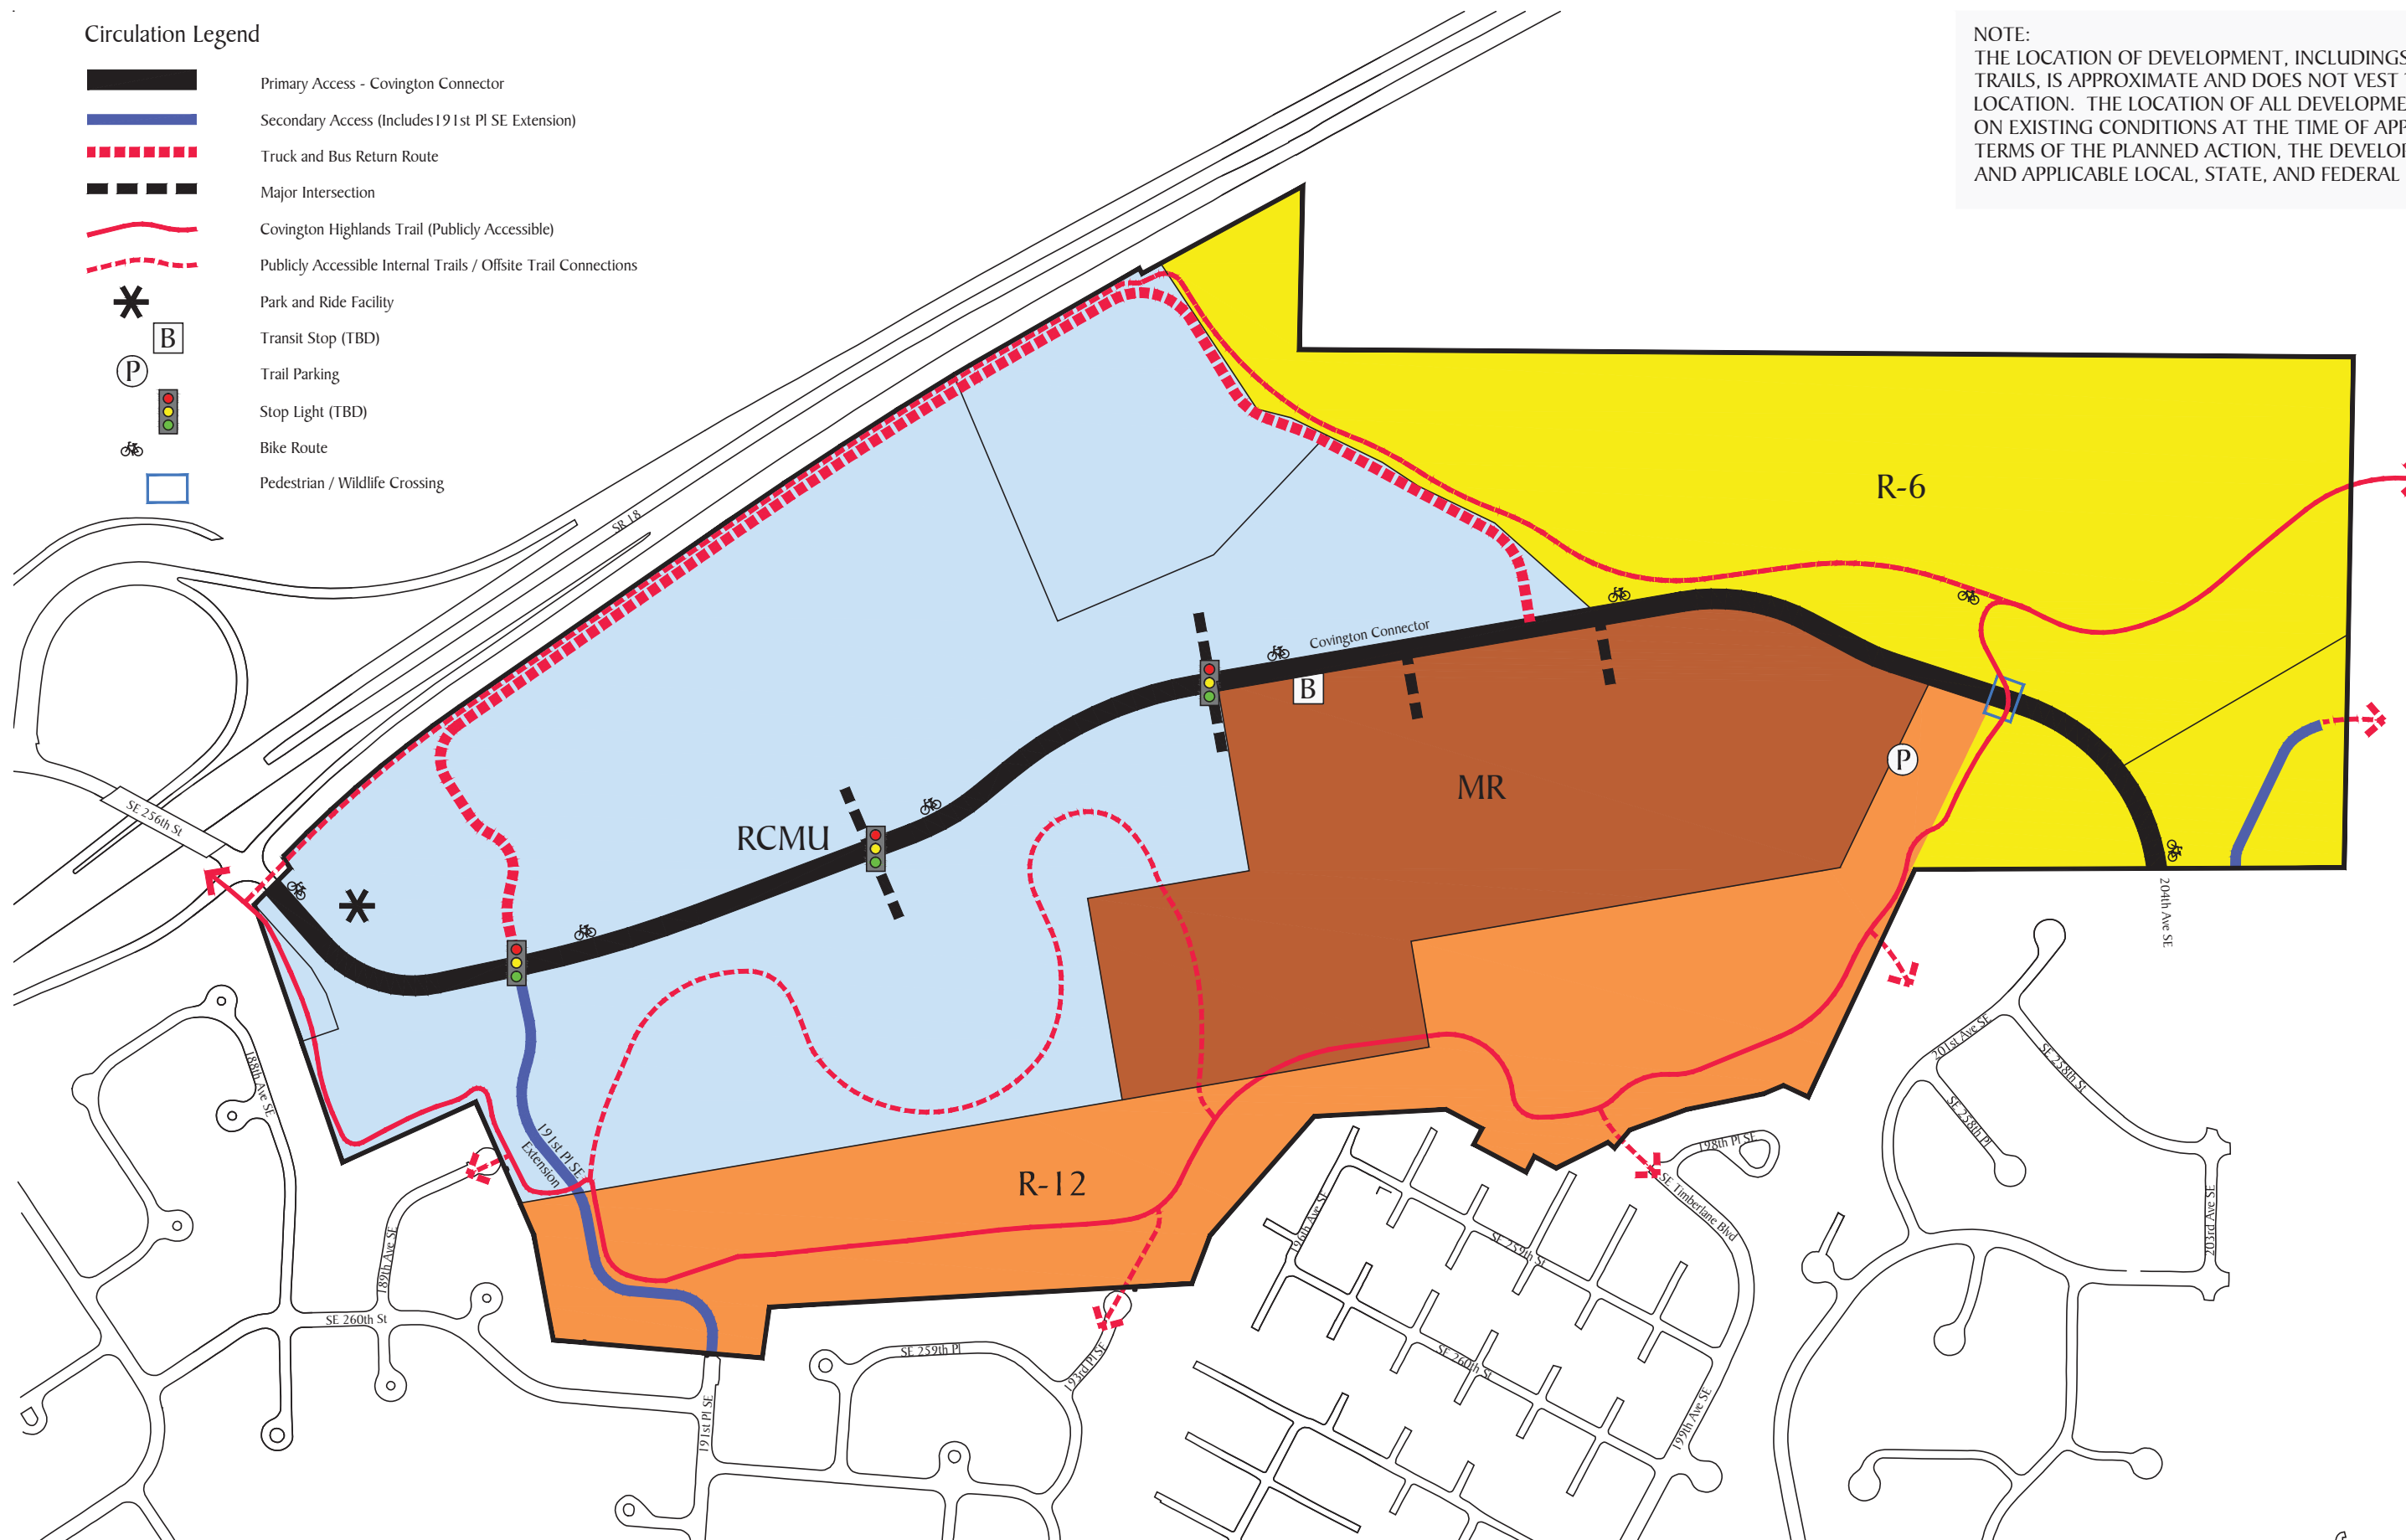 Circulation Legend
Primary Access - Covington Connector
Secondary Access (Includes191st Pl SE Extension)
Truck and Bus Return Route
Major Intersection
Covington Highlands Trail (Publicly Accessible)
Publicly Accessible Internal Trails / Offsite Trail Connections
Park and Ride Facility
B
Transit Stop (TBD)
P
Trail Parking
Stop Light (TBD)
Bike Route
Pedestrian / Wildlife Crossing
NOTE:
THE LOCATION OF DEVELOPMENT, INCLUDINGS
TRAILS, IS APPROXIMATE AND DOES NOT VEST
LOCATION. THE LOCATION OF ALL DEVELOPME
ON EXISTING CONDITIONS AT THE TIME OF APP
TERMS OF THE PLANNED ACTION, THE DEVELO
AND APPLICABLE LOCAL, STATE, AND FEDERAL
SR 18
R-6
Covington Connector
B
MR
P
SE 256th St
RCMU
204th Ave SE
188th Ave SE
191st Pl SE
Extension
R-12
189th Ave SE
SE 260th St
191st Pl SE
SE 259th Pl
193rd Pl SE
196th Ave SE
SE 259th St
SE 260th St
198th Pl SE
SE Timberlane Blvd
199th Ave SE
201st Ave SE
SE 258th St
SE 258th Pl
203rd Ave SE